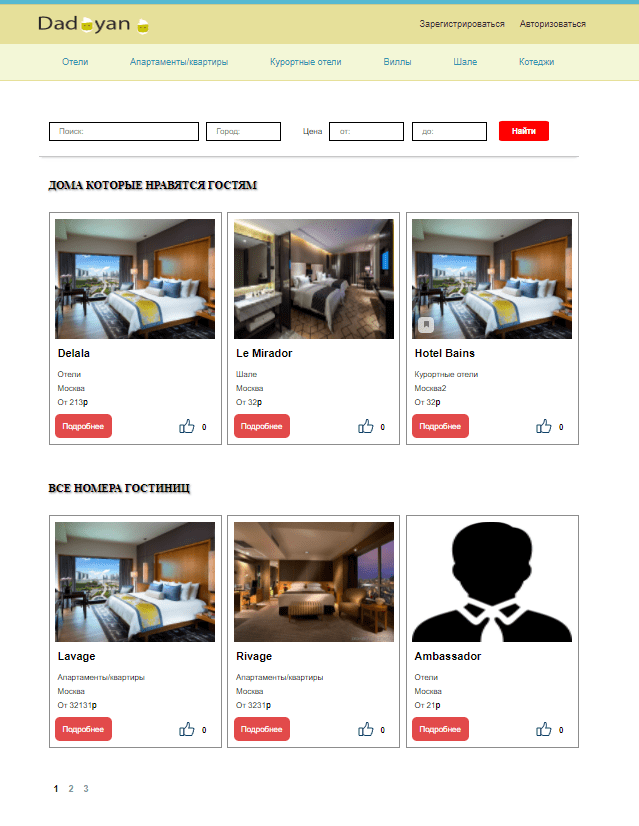 Dad yan
Зарегистрироваться Авторизоваться
Отели Апартаменты/квартиры Курортные отели Виллы Шале Котеджи
Поиск: Город: Цена от: до: Найти
ДОМА КОТОРЫЕ НРАВЯТСЯ ГОСТЯМ
Delala
Отели
Москва
От 213р
Подробнее 0
Le Mirador
Шале
Москва
От 32р
Подробнее 0
Hotel Bains
Курортные отели
Москва2
От 32р
Подробнее 0
ВСЕ НОМЕРА ГОСТИНИЦ
Lavage
Апартаменты/квартиры
Москва
От 32131р
Подробнее 0
Rivage
Апартаменты/квартиры
Москва
От 3231р
Подробнее 0
Ambassador
Отели
Москва
От 21р
Подробнее 0
1 2 3